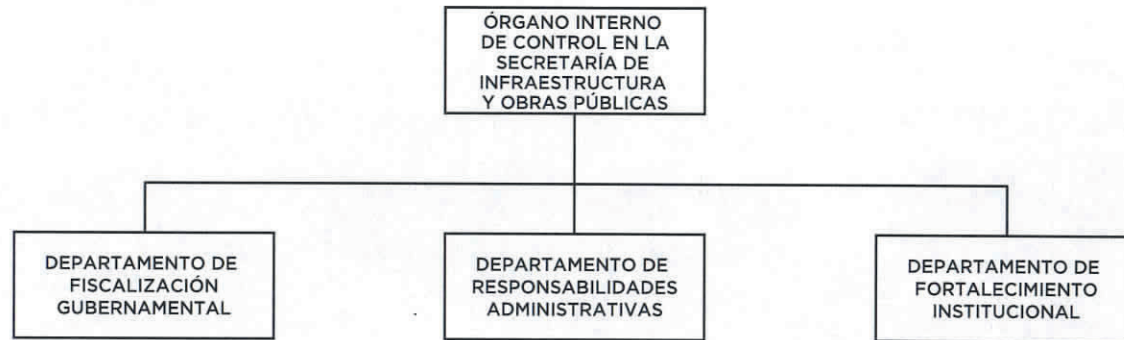 ÓRGANO INTERNO
DE CONTROL EN LA
SECRETARÍA DE
INFRAESTRUCTURA
Y OBRAS PÚBLICAS
DEPARTAMENTO DE
FISCALIZACIÓN
GUBERNAMENTAL
DEPARTAMENTO DE
RESPONSABILIDADES
ADMINISTRATIVAS
DEPARTAMENTO DE
FORTALECIMIENTO
INSTITUCIONAL